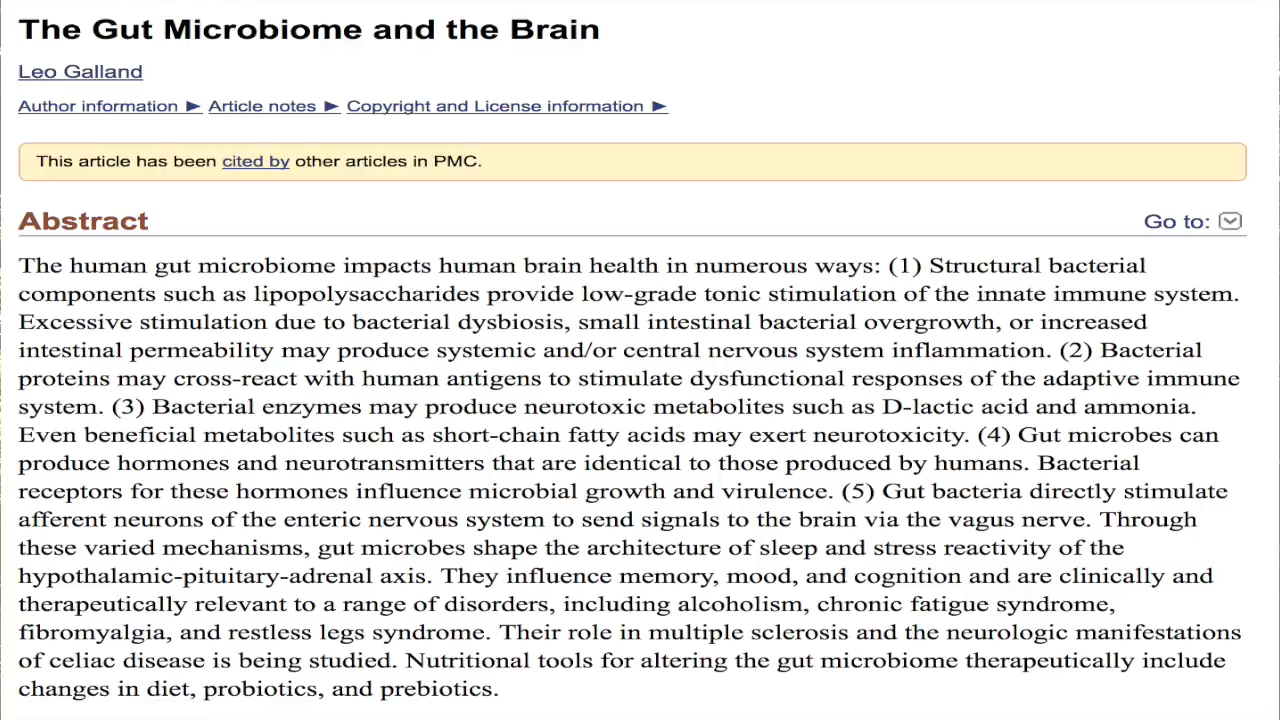 The Gut Microbiome and the Brain
Leo Galland
Author information ► Article notes ► Copyright and License information ►
This article has been cited by other articles in PMC.
Abstract
Go to:
The human gut microbiome impacts human brain health in numerous ways: (1) Structural bacterial
components such as lipopolysaccharides provide low-grade tonic stimulation of the innate immune system.
Excessive stimulation due to bacterial dysbiosis, small intestinal bacterial overgrowth, or increased
intestinal permeability may produce systemic and/or central nervous system inflammation. (2) Bacterial
proteins may cross-react with human antigens to stimulate dysfunctional responses of the adaptive immune
system. (3) Bacterial enzymes may produce neurotoxic metabolites such as D-lactic acid and ammonia.
Even beneficial metabolites such as short-chain fatty acids may exert neurotoxicity. (4) Gut microbes can
produce hormones and neurotransmitters that are identical to those produced by humans. Bacterial
receptors for these hormones influence microbial growth and virulence. (5) Gut bacteria directly stimulate
afferent neurons of the enteric nervous system to send signals to the brain via the vagus nerve. Through
these varied mechanisms, gut microbes shape the architecture of sleep and stress reactivity of the
hypothalamic-pituitary-adrenal axis. They influence memory, mood, and cognition and are clinically and
therapeutically relevant to a range of disorders, including alcoholism, chronic fatigue syndrome,
fibromyalgia, and restless legs syndrome. Their role in multiple sclerosis and the neurologic manifestations
of celiac disease is being studied. Nutritional tools for altering the gut microbiome therapeutically include
changes in diet, probiotics, and prebiotics.